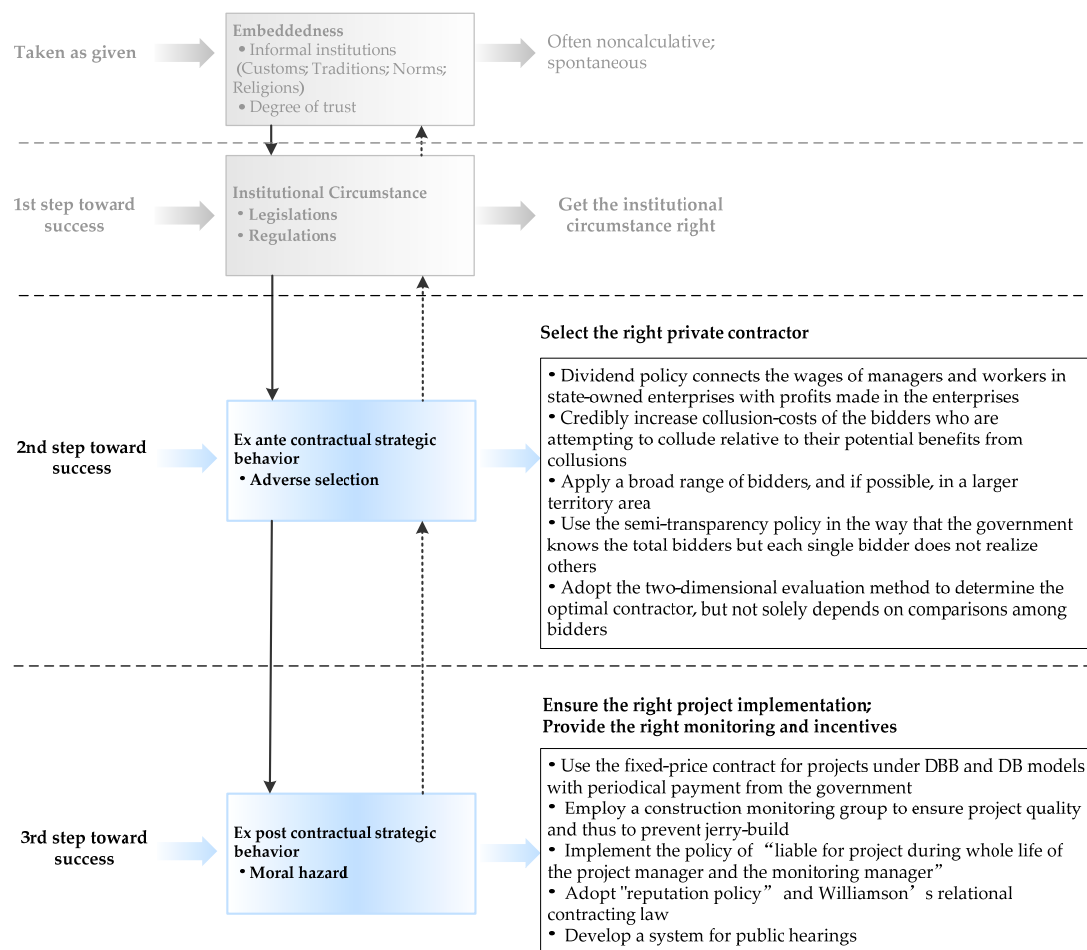 Taken as given
Embeddedness
• Informal institutions
(Customs; Traditions; Norms;
Religions)
• Degree of trust
Often noncalculative;
spontaneous
1st step toward
success
Institutional Circumstance
• Legislations
• Regulations
Get the institutional
circumstance right
2nd step toward
success
Ex ante contractual strategic
behavior
• Adverse selection
Select the right private contractor
• Dividend policy connects the wages of managers and workers in
state-owned enterprises with profits made in the enterprises
• Credibly increase collusion-costs of the bidders who are
attempting to collude relative to their potential benefits from
collusions
• Apply a broad range of bidders, and if possible, in a larger
territory area
• Use the semi-transparency policy in the way that the government
knows the total bidders but each single bidder does not realize
others
• Adopt the two-dimensional evaluation method to determine the
optimal contractor, but not solely depends on comparisons among
bidders
3rd step toward
success
Ex post contractual strategic
behavior
• Moral hazard
Ensure the right project implementation;
Provide the right monitoring and incentives
• Use the fixed-price contract for projects under DBB and DB models
with periodical payment from the government
• Employ a construction monitoring group to ensure project quality
and thus to prevent jerry-build
• Implement the policy of “liable for project during whole life of
the project manager and the monitoring manager”
• Adopt "reputation policy” and Williamson’s relational
contracting law
• Develop a system for public hearings